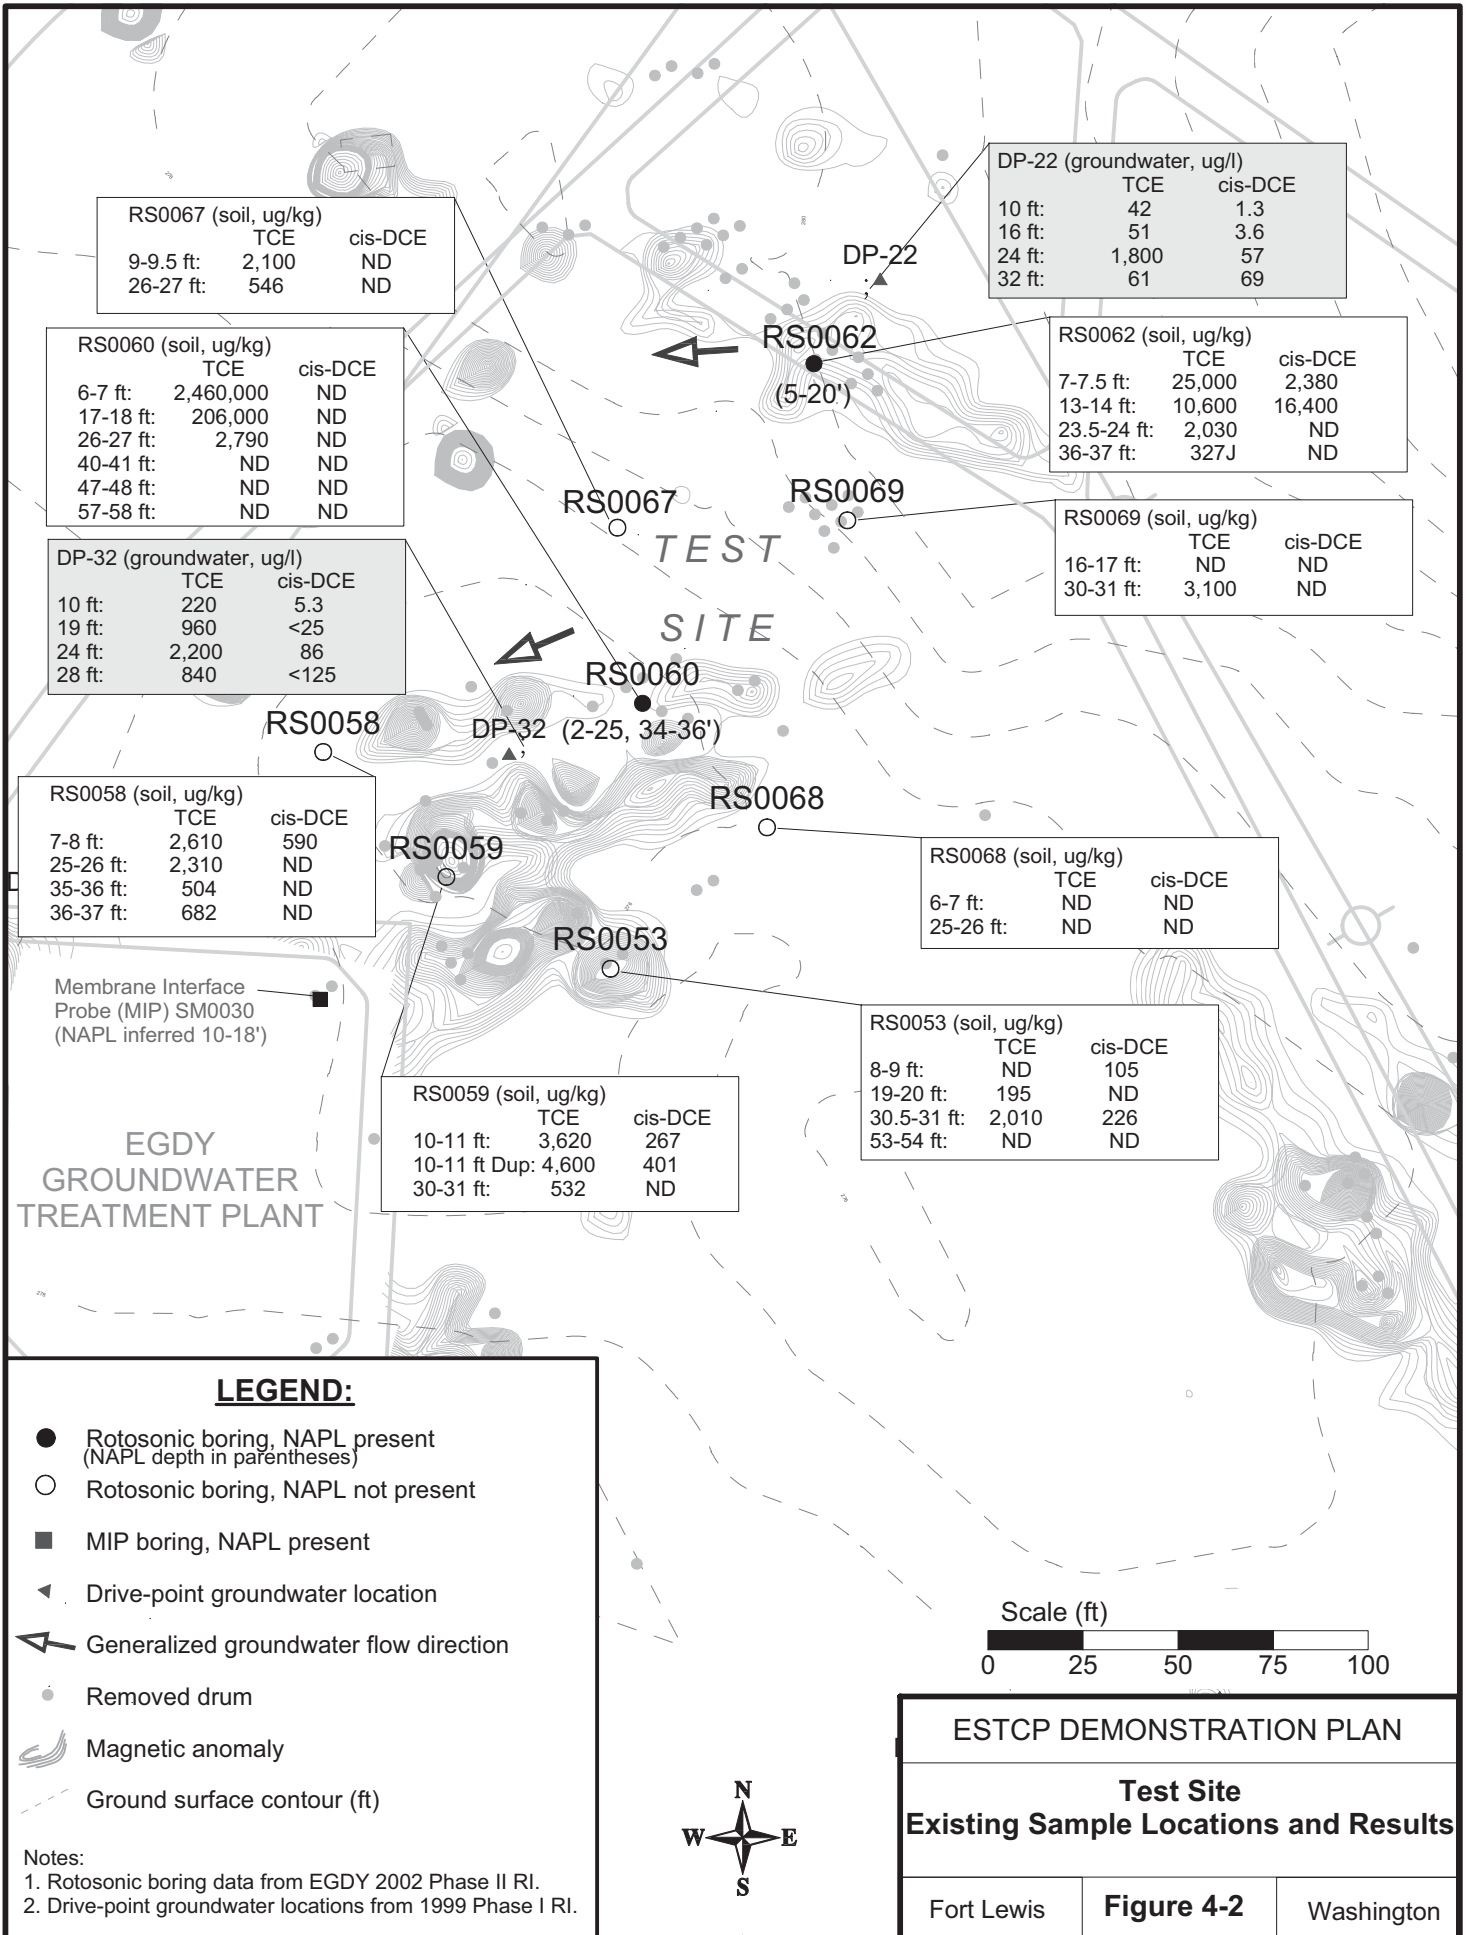 RS0067 (soil, ug/kg)
TCE cis-DCE
9-9.5 ft: 2,100 ND
26-27 ft: 546 ND
RS0060 (soil, ug/kg)
TCE cis-DCE
6-7 ft: 2,460,000 ND
17-18 ft: 206,000 ND
26-27 ft: 2,790 ND
40-41 ft: ND ND
47-48 ft: ND ND
57-58 ft: ND ND
DP-32 (groundwater, ug/l)
TCE cis-DCE
10 ft: 220 5.3
19 ft: 960 <25
24 ft: 2,200 86
28 ft: 840 <125
DP-22 (groundwater, ug/l)
TCE cis-DCE
10 ft: 42 1.3
16 ft: 51 3.6
24 ft: 1,800 57
32 ft: 61 69
RS0062 (soil, ug/kg)
TCE cis-DCE
7-7.5 ft: 25,000 2,380
13-14 ft: 10,600 16,400
23.5-24 ft: 2,030 ND
36-37 ft: 327J ND
RS0069 (soil, ug/kg)
TCE cis-DCE
16-17 ft: ND ND
30-31 ft: 3,100 ND
DP-22
RS0062
(5-20')
RS0067
RS0069
TEST
SITE
RS0060
(2-25, 34-36')
DP-32
RS0058
RS0058 (soil, ug/kg)
TCE cis-DCE
7-8 ft: 2,610 590
25-26 ft: 2,310 ND
35-36 ft: 504 ND
36-37 ft: 682 ND
RS0068
RS0059
RS0068 (soil, ug/kg)
TCE cis-DCE
6-7 ft: ND ND
25-26 ft: ND ND
RS0053
Membrane Interface
Probe (MIP) SM0030
(NAPL inferred 10-18')
RS0053 (soil, ug/kg)
TCE cis-DCE
8-9 ft: ND 105
19-20 ft: 195 ND
30.5-31 ft: 2,010 226
53-54 ft: ND ND
RS0059 (soil, ug/kg)
TCE cis-DCE
10-11 ft: 3,620 267
10-11 ft Dup: 4,600 401
30-31 ft: 532 ND
EGDY
GROUNDWATER
TREATMENT PLANT
LEGEND:
Rotosonic boring, NAPL present
(NAPL depth in parentheses)
Rotosonic boring, NAPL not present
MIP boring, NAPL present
Drive-point groundwater location
Generalized groundwater flow direction
Removed drum
Magnetic anomaly
Ground surface contour (ft)
Notes:
1. Rotosonic boring data from EGDY 2002 Phase II RI.
2. Drive-point groundwater locations from 1999 Phase I RI.
Scale (ft)
0 25 50 75 100
N
W E
S
ESTCP DEMONSTRATION PLAN
Test Site
Existing Sample Locations and Results
Fort Lewis Figure 4-2 Washington